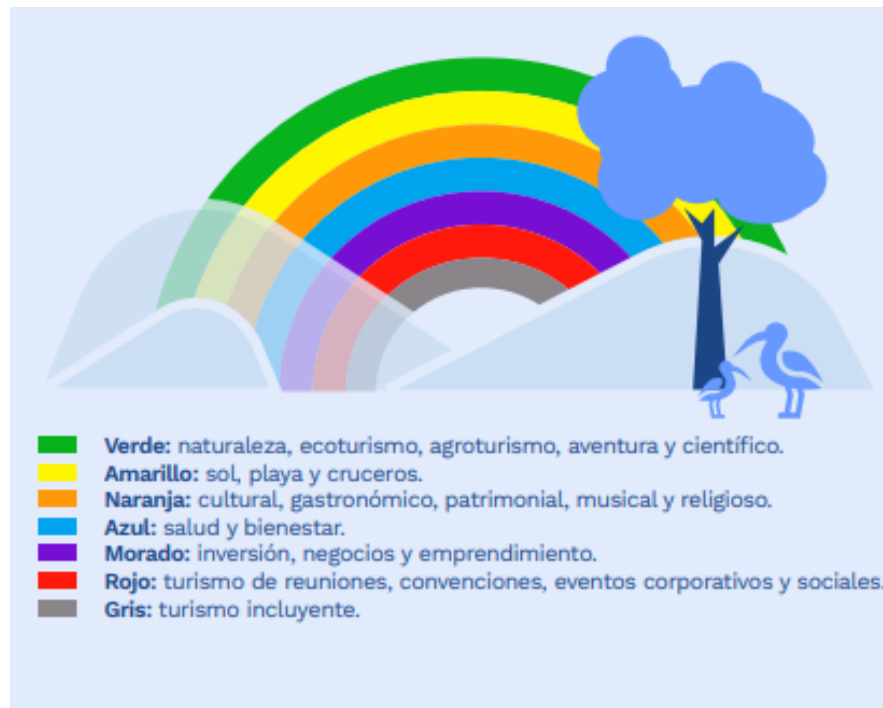 Verde: naturaleza, ecoturismo, agroturismo, aventura y científico.
Amarillo: sol, playa y cruceros.
Naranja: cultural, gastronómico, patrimonial, musical y religioso.
Azul: salud y bienestar.
Morado: inversión, negocios y emprendimiento.
Rojo: turismo de reuniones, convenciones, eventos corporativos y sociales.
Gris: turismo incluyente.